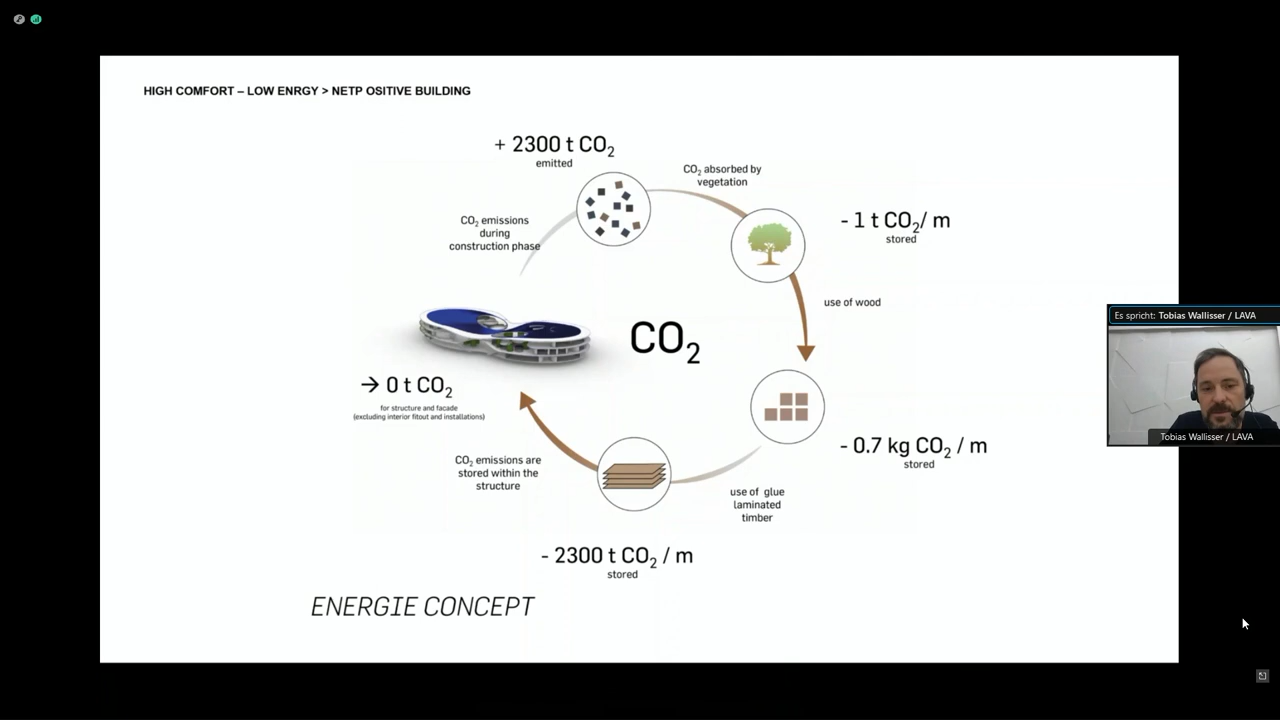 HIGH COMFORT – LOW ENRGY > NETP OSITIVE BUILDING
+ 2300 t CO₂
emitted
CO₂ absorbed by
vegetation
CO₂ emissions
during
construction phase
- 1 t CO₂/ m
stored
use of wood
CO₂
→ 0 t CO₂
for structure and facade
(excluding interior fitout and installations)
- 0.7 kg CO₂ / m
stored
CO₂ emissions are
stored within the
structure
use of glue
laminated
timber
- 2300 t CO₂ / m
stored
ENERGIE CONCEPT
Es spricht: Tobias Wallisser / LAVA
Tobias Wallisser / LAVA